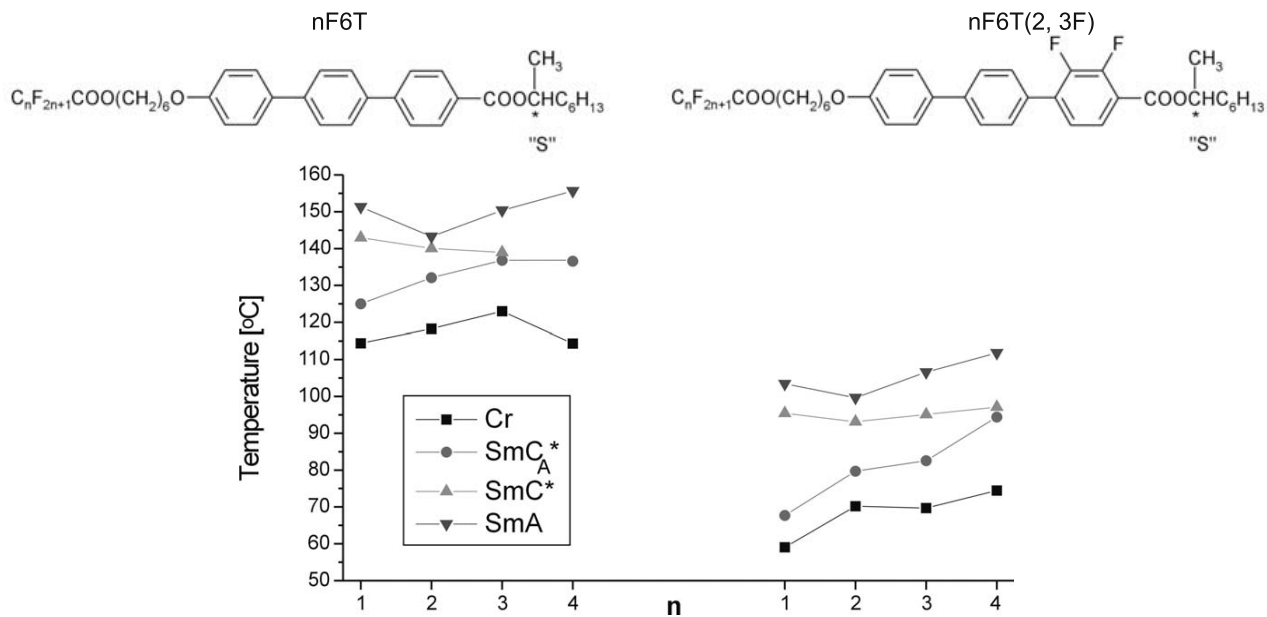 nF6T
nF6T(2, 3F)
CnF2n+1COO(CH2)6O
COOCHC6H13
CH3
*
"S"
CnF2n+1COO(CH2)6O
F
F
COOCHC6H13
CH3
*
"S"
Temperature [oC]
160
150
140
130
120
110
100
90
80
70
60
50
Cr
SmCA*
SmC*
SmA
1
2
3
4
n
1
2
3
4